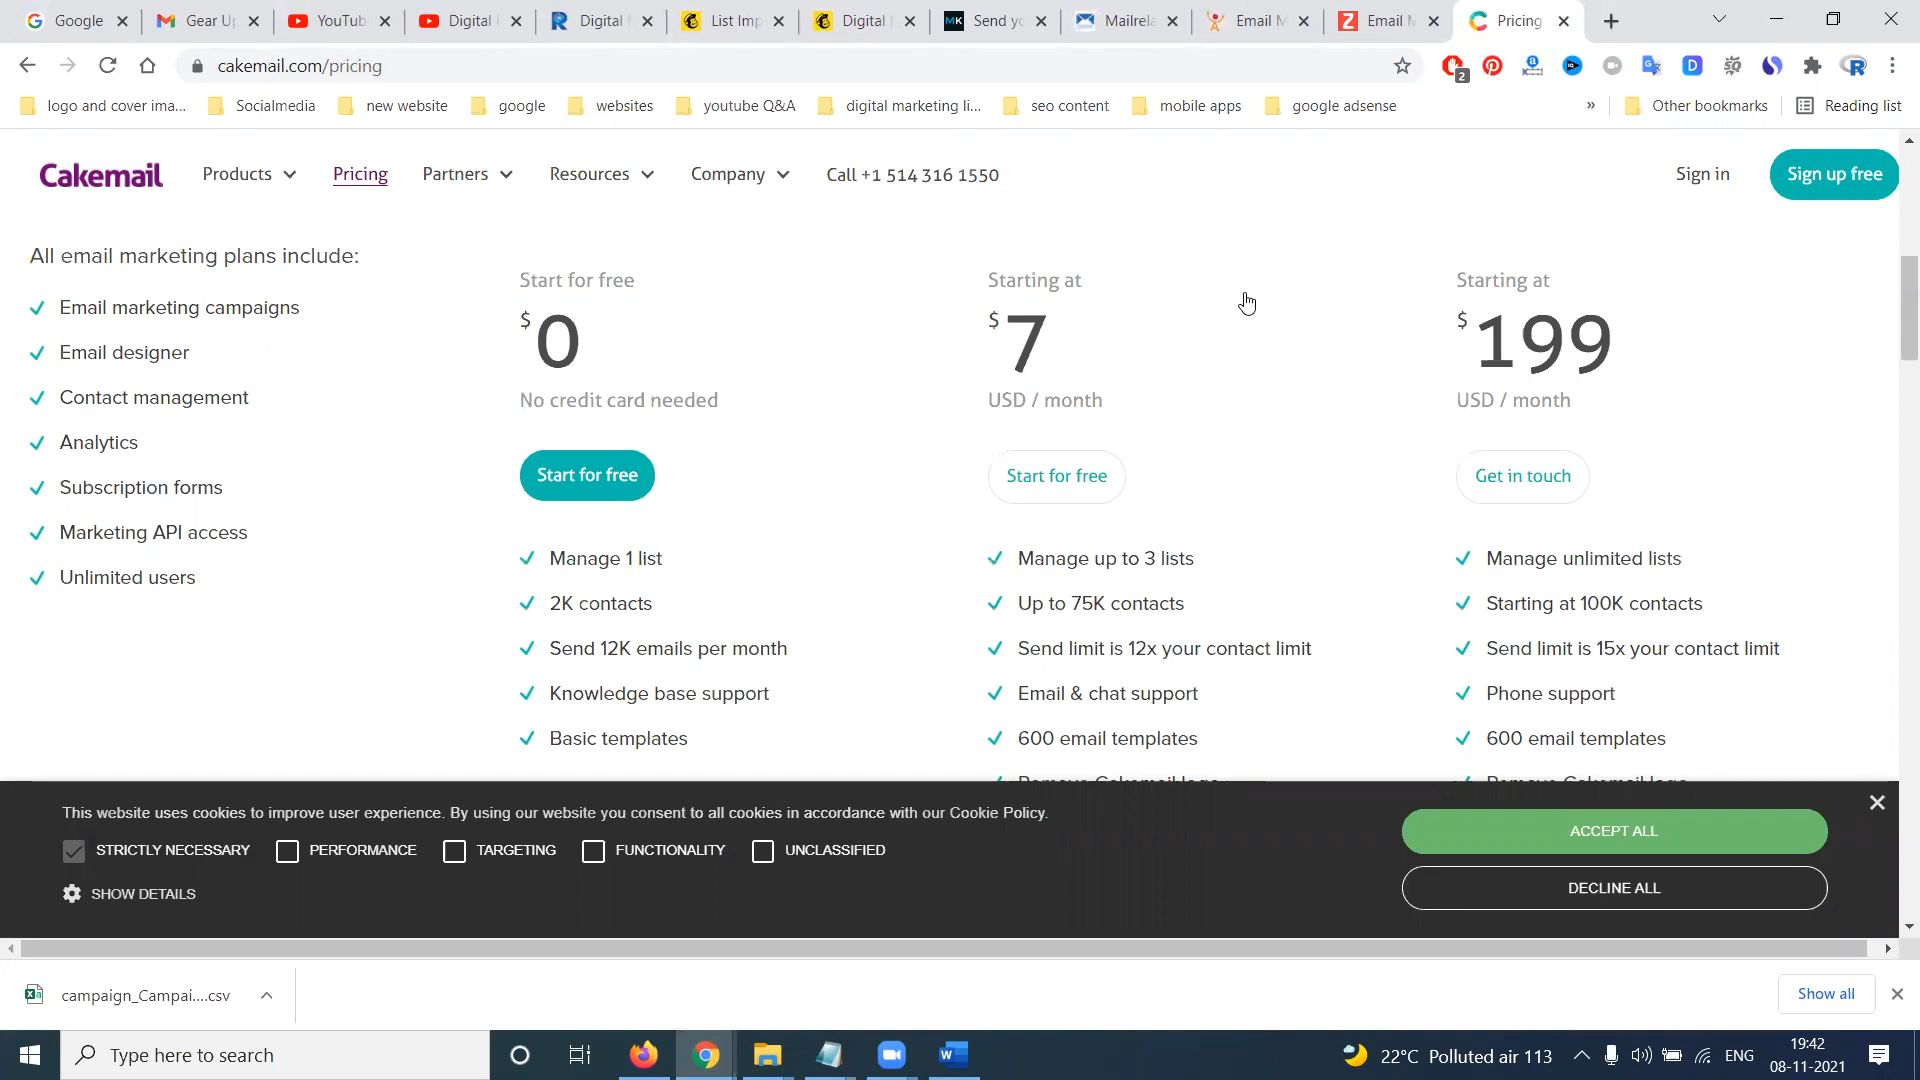 Google
Gear U
YouTub
Digital
Digital
List Imp
Digital
MK
Send yo
Mailrela
Email M
Email M
Pricing
cakemail.com/pricing
2
logo and cover ima...
Socialmedia
new website
google
websites
youtube Q&A
digital marketing li...
seo content
mobile apps
google adsense
»
Other bookmarks
Reading list
Cakemail
Products
Pricing
Partners
Resources
Company
Call +1 514 316 1550
Sign in
Sign up free
All email marketing plans include:
Email marketing campaigns
Email designer
Contact management
Analytics
Subscription forms
Marketing API access
Unlimited users
Start for free
$0
No credit card needed
Start for free
Manage 1 list
2K contacts
Send 12K emails per month
Knowledge base support
Basic templates
Starting at
$7
USD / month
Start for free
Manage up to 3 lists
Up to 75K contacts
Send limit is 12x your contact limit
Email & chat support
600 email templates
Remove Cakemail logo
Starting at
$199
USD / month
Get in touch
Manage unlimited lists
Starting at 100K contacts
Send limit is 15x your contact limit
Phone support
600 email templates
Remove Cakemail logo
This website uses cookies to improve user experience. By using our website you consent to all cookies in accordance with our Cookie Policy.
STRICTLY NECESSARY
PERFORMANCE
TARGETING
FUNCTIONALITY
UNCLASSIFIED
SHOW DETAILS
ACCEPT ALL
DECLINE ALL
campaign_Campai....csv
Show all
Type here to search
22°C Polluted air 113
ENG
19:42
08-11-2021